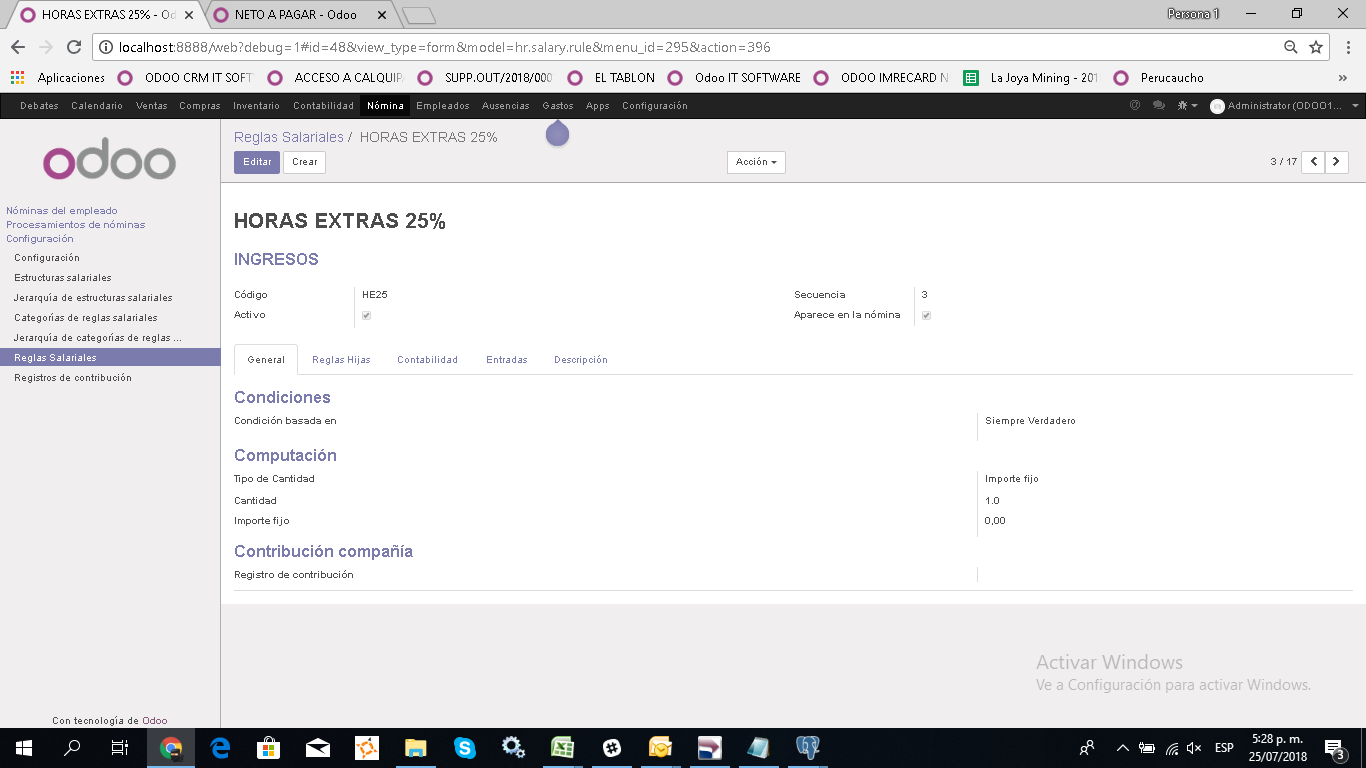 HORAS EXTRAS 25% - Od
NETO A PAGAR - Odoo
Persona 1
localhost:8888/web?debug=1#id=48&view_type=form&model=hr.salary.rule&menu_id=295&action=396
Aplicaciones
ODOO CRM IT SOFT
ACCESO A CALQUIP
SUPP.OUT/2018/000
EL TABLON
Odoo IT SOFTWARE
ODOO IMRECARD N
La Joya Mining - 201
Perucaucho
»
Debates Calendario Ventas Compras Inventario Contabilidad Nómina Empleados Ausencias Gastos Apps Configuración
Administrator (ODOO1...
odoo
Reglas Salariales / HORAS EXTRAS 25%
Editar
Crear
Acción
3 / 17
Nóminas del empleado
Procesamientos de nóminas
Configuración
Configuración
Estructuras salariales
Jerarquía de estructuras salariales
Categorías de reglas salariales
Jerarquía de categorías de reglas ...
Reglas Salariales
Registros de contribución
HORAS EXTRAS 25%
INGRESOS
Código HE25
Secuencia 3
Activo
Aparece en la nómina
General Reglas Hijas Contabilidad Entradas Descripción
Condiciones
Condición basada en Siempre Verdadero
Computación
Tipo de Cantidad Importe fijo
Cantidad 1.0
Importe fijo 0,00
Contribución compañía
Registro de contribución
Activar Windows
Ve a Configuración para activar Windows.
Con tecnología de Odoo
ESP
5:28 p. m.
25/07/2018
3